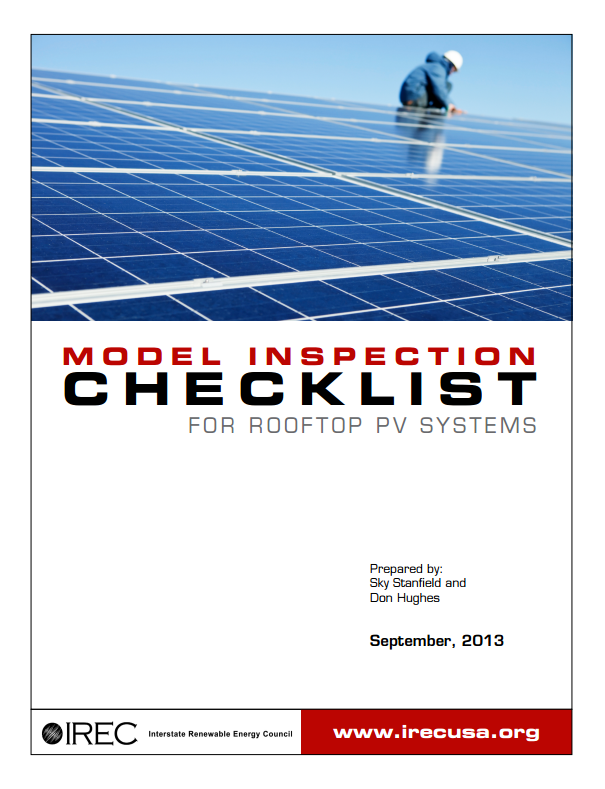 MODEL INSPECTION
CHECKLIST
FOR ROOFTOP PV SYSTEMS
Prepared by:
Sky Stanfield and
Don Hughes
September, 2013
IREC Interstate Renewable Energy Council
www.irecusa.org